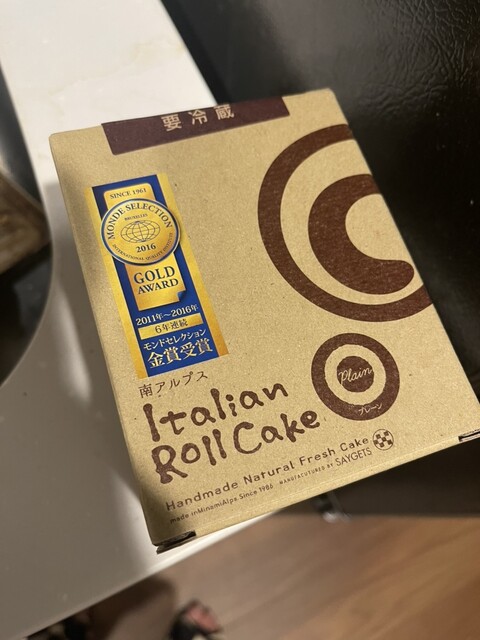 要冷蔵
SINCE 1961
MONDE SELECTION
BRUXELLES
2016
INTERNATIONAL QUALITY SELECTION
GOLD
AWARD
2011年～2016年
6年連続
モンドセレクション
金賞受賞
南アルプス
Italian
Roll Cake
Plain
プレーン
Handmade Natural Fresh Cake
made in MinamiAlps Since 1986 MANUFACTURED BY SAYGETS